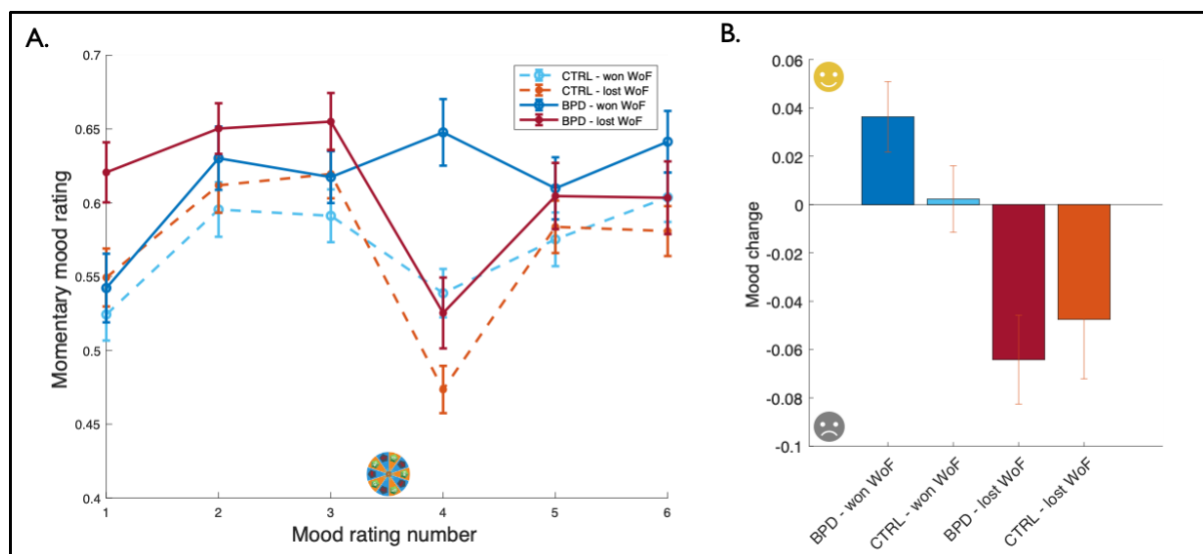 A.
0.7
0.65
0.6
0.55
0.5
0.45
0.4
Momentary mood rating
CTRL - won WoF
CTRL - lost WoF
BPD - won WoF
BPD - lost WoF
1
2
3
4
5
6
Mood rating number
B.
0.06
0.04
0.02
0
-0.02
-0.04
-0.06
-0.08
-0.1
Mood change
BPD - won WoF
CTRL - won WoF
BPD - lost WoF
CTRL - lost WoF